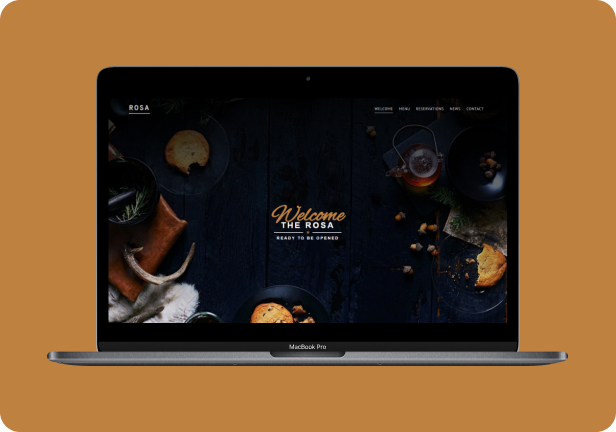 ROSA
WELCOME MENU RESERVATIONS NEWS CONTACT
Welcome
THE ROSA
READY TO BE OPENED
MacBook Pro